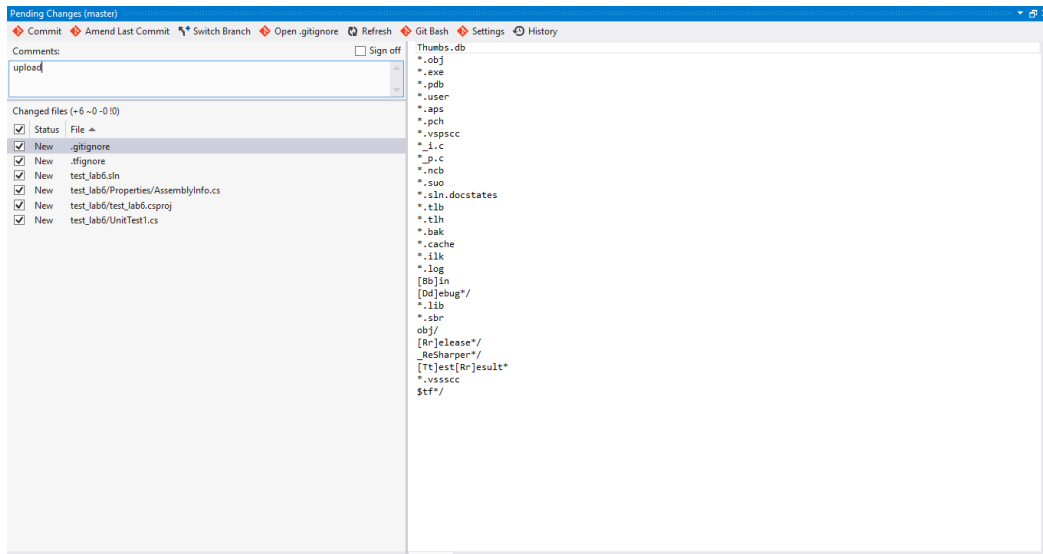 Pending Changes (master)
Commit Amend Last Commit Switch Branch Open .gitignore Refresh Git Bash Settings History
Comments: Sign off
upload
Changed files (+6 ~0 -0 !0)
Status File
New .gitignore
New .tfignore
New test_lab6.sln
New test_lab6/Properties/AssemblyInfo.cs
New test_lab6/test_lab6.csproj
New test_lab6/UnitTest1.cs
Thumbs.db
*.obj
*.exe
*.pdb
*.user
*.aps
*.pch
*.vspscc
*_i.c
*_p.c
*.ncb
*.suo
*.sln.docstates
*.tlb
*.tlh
*.bak
*.cache
*.ilk
*.log
[Bb]in
[Dd]ebug*/
*.lib
*.sbr
obj/
[Rr]elease*/
_ReSharper*/
[Tt]est[Rr]esult*
*.vssscc
$tf*/